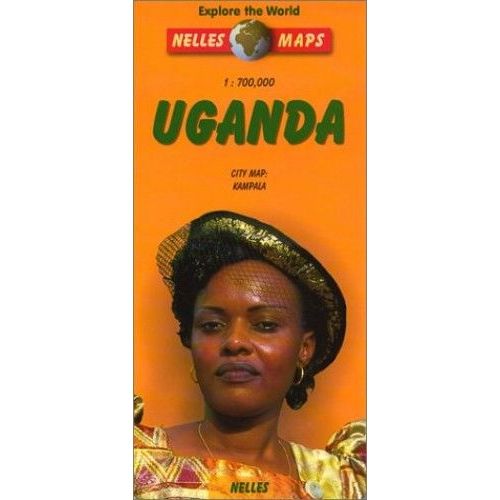 Explore the World
NELLES MAPS
1 : 700,000
UGANDA
CITY MAP:
KAMPALA
NELLES